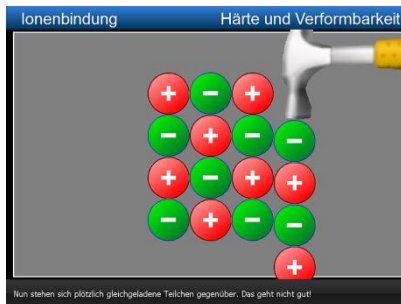 Ionenbindung Härte und Verformbarkeit
+ − +
− + − −
+ − + +
− + − −
+
Nun stehen sich plötzlich gleichgeladene Teilchen gegenüber. Das geht nicht gut!